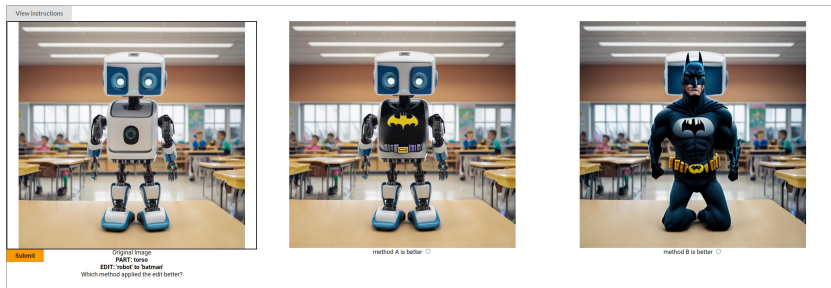 View instructions
Submit
Original Image
PART: torso
EDIT: 'robot' to 'batman'
Which method applied the edit better?
method A is better
method B is better